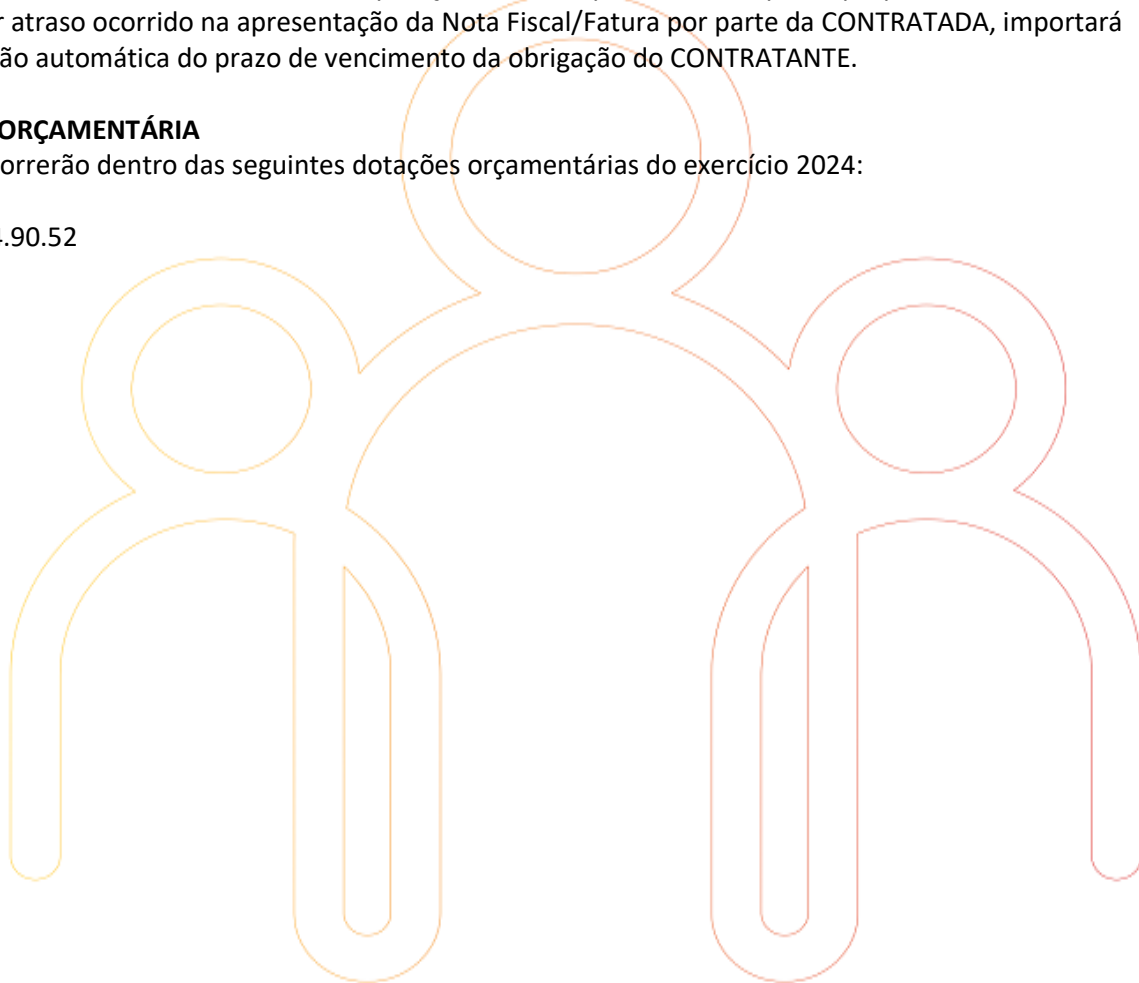 r atraso ocorrido na apresentação da Nota Fiscal/Fatura por parte da CONTRATADA, importará
ão automática do prazo de vencimento da obrigação do CONTRATANTE.
ORÇAMENTÁRIA
orrerão dentro das seguintes dotações orçamentárias do exercício 2024:
.90.52